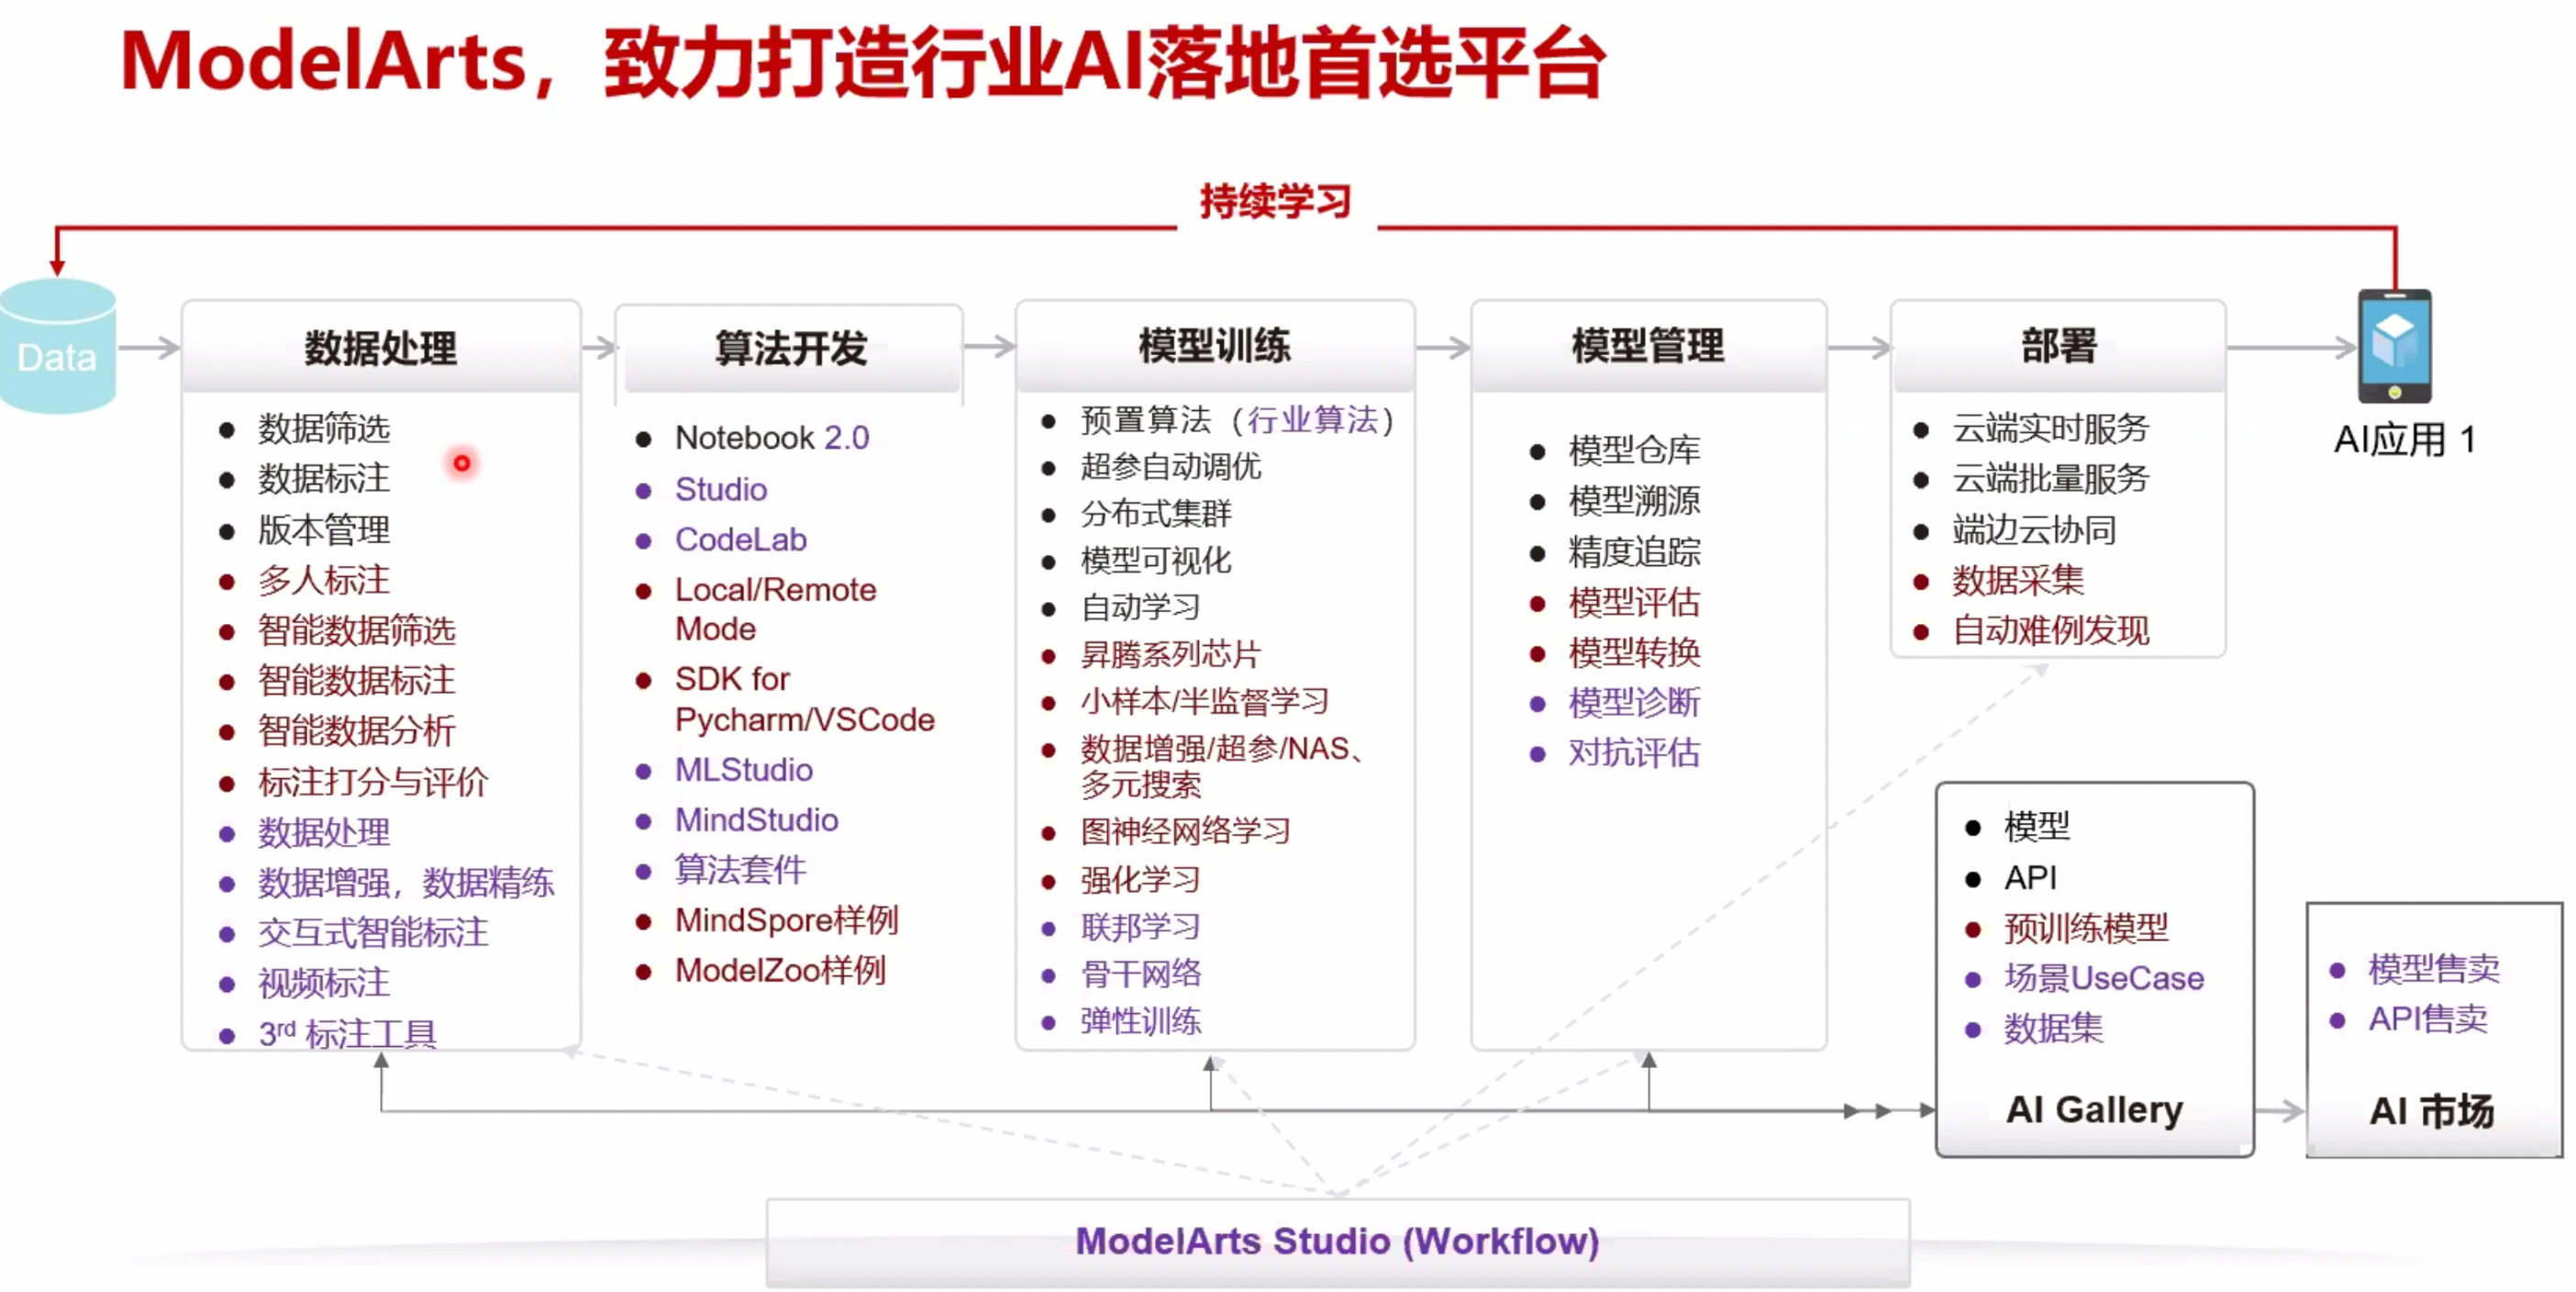 ModelArts，致力打造行业AI落地首选平台
持续学习
Data
数据处理
数据筛选
数据标注
版本管理
多人标注
智能数据筛选
智能数据标注
智能数据分析
标注打分与评价
数据处理
数据增强，数据精练
交互式智能标注
视频标注
3rd 标注工具
算法开发
Notebook 2.0
Studio
CodeLab
Local/Remote
Mode
SDK for
Pycharm/VSCode
MLStudio
MindStudio
算法套件
MindSpore样例
ModelZoo样例
模型训练
预置算法（行业算法）
超参自动调优
分布式集群
模型可视化
自动学习
昇腾系列芯片
小样本/半监督学习
数据增强/超参/NAS、
多元搜索
图神经网络学习
强化学习
联邦学习
骨干网络
弹性训练
模型管理
模型仓库
模型溯源
精度追踪
模型评估
模型转换
模型诊断
对抗评估
部署
云端实时服务
云端批量服务
端边云协同
数据采集
自动难例发现
AI应用 1
模型
API
预训练模型
场景UseCase
数据集
AI Gallery
模型售卖
API售卖
AI 市场
ModelArts Studio (Workflow)